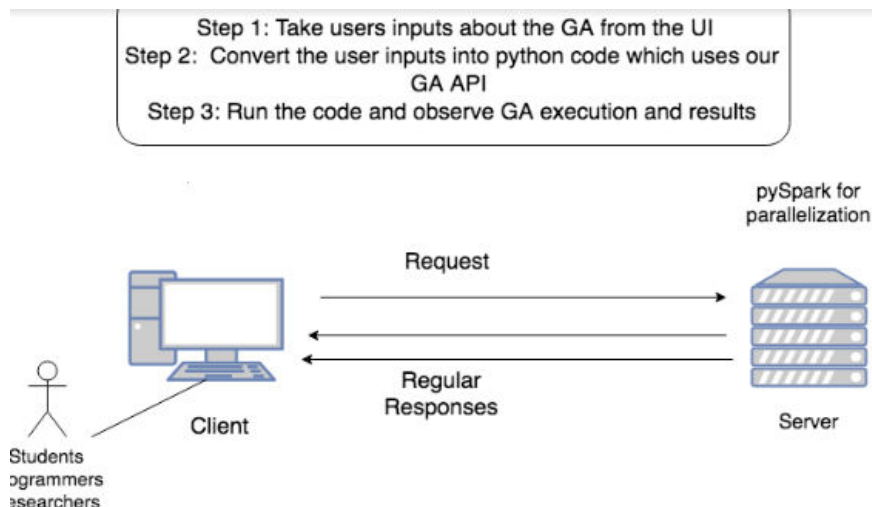 Step 1: Take users inputs about the GA from the UI
Step 2: Convert the user inputs into python code which uses our
GA API
Step 3: Run the code and observe GA execution and results
pySpark for
parallelization
Request
Regular
Responses
Client
Server
Students
ogrammers
esearchers